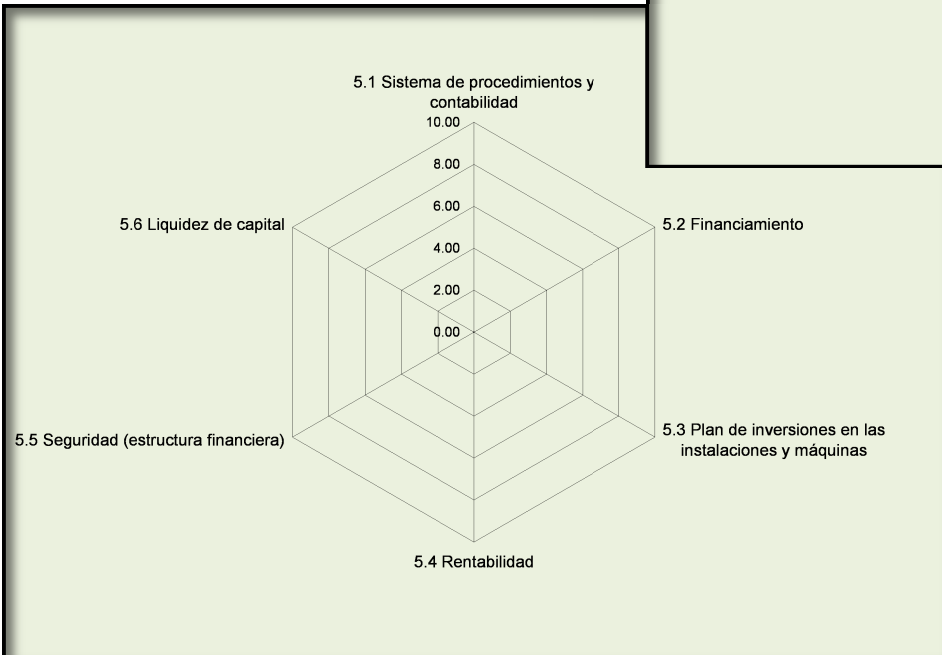 5.1 Sistema de procedimientos y
contabilidad
10.00
8.00
6.00
4.00
2.00
0.00
5.2 Financiamiento
5.3 Plan de inversiones en las
instalaciones y máquinas
5.4 Rentabilidad
5.5 Seguridad (estructura financiera)
5.6 Liquidez de capital